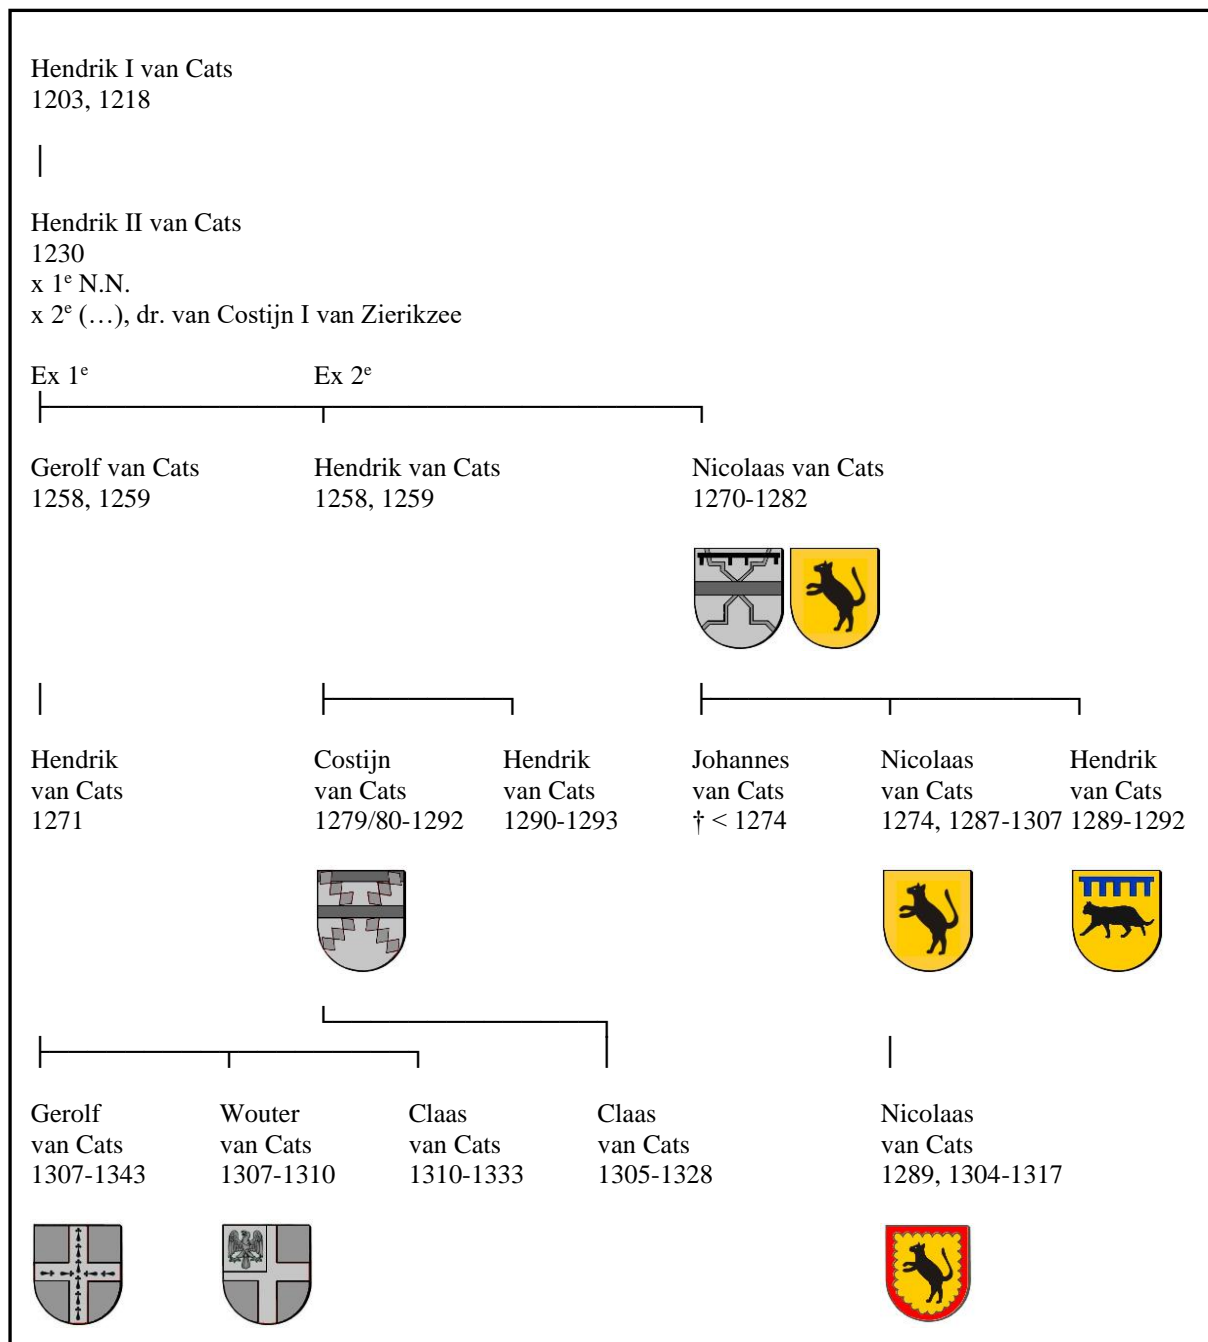 Hendrik I van Cats
1203, 1218
Hendrik II van Cats
1230
x 1e N.N.
x 2e (…), dr. van Costijn I van Zierikzee
Ex 1e
Ex 2e
Gerolf van Cats
1258, 1259
Hendrik van Cats
1258, 1259
Nicolaas van Cats
1270-1282
Hendrik
van Cats
1271
Costijn
van Cats
1279/80-1292
Hendrik
van Cats
1290-1293
Johannes
van Cats
† < 1274
Nicolaas
van Cats
1274, 1287-1307
Hendrik
van Cats
1289-1292
Gerolf
van Cats
1307-1343
Wouter
van Cats
1307-1310
Claas
van Cats
1310-1333
Claas
van Cats
1305-1328
Nicolaas
van Cats
1289, 1304-1317